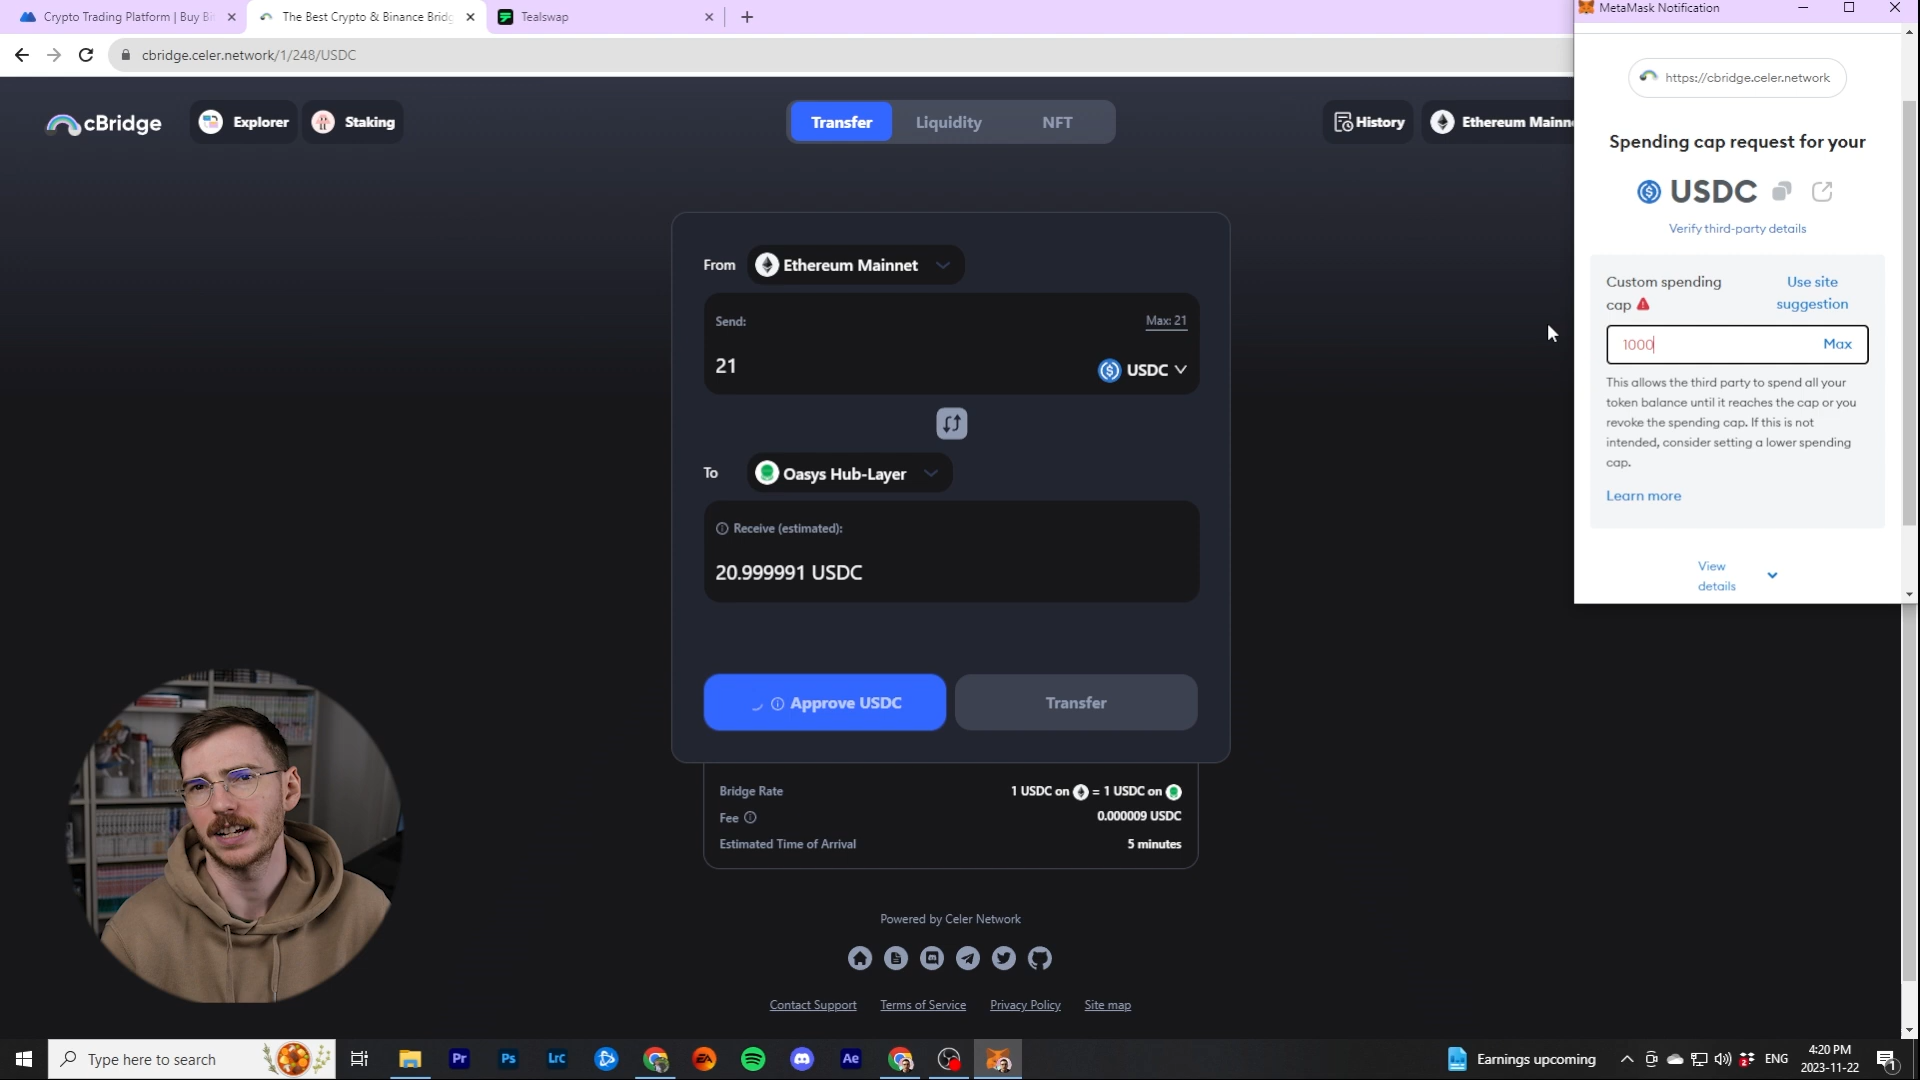 Crypto Trading Platform | Buy Bi
The Best Crypto & Binance Bridg
Tealswap
MetaMask Notification
cbridge.celer.network/1/248/USDC
https://cbridge.celer.network
cBridge
Explorer
Staking
Transfer
Liquidity
NFT
History
Ethereum Mainn
Spending cap request for your
USDC
Verify third-party details
Custom spending
cap
Use site
suggestion
1000
Max
This allows the third party to spend all your
token balance until it reaches the cap or you
revoke the spending cap. If this is not
intended, consider setting a lower spending
cap.
Learn more
View
details
From
Ethereum Mainnet
Send:
Max: 21
21
USDC
To
Oasys Hub-Layer
Receive (estimated):
20.999991 USDC
Approve USDC
Transfer
Bridge Rate
1 USDC on = 1 USDC on
Fee
0.000009 USDC
Estimated Time of Arrival
5 minutes
Powered by Celer Network
Contact Support
Terms of Service
Privacy Policy
Site map
Type here to search
Pr
Ps
Lrc
EA
Ae
Earnings upcoming
ENG
4:20 PM
2023-11-22
1